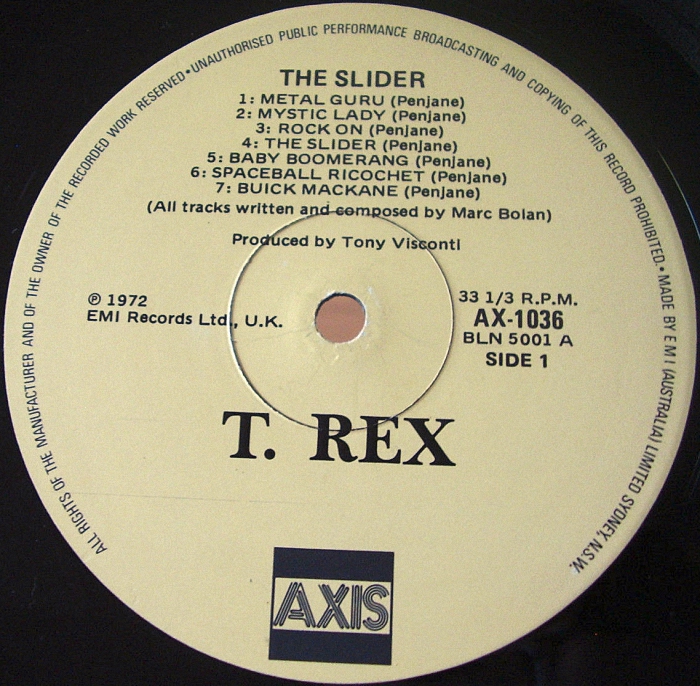 ALL RIGHTS OF THE MANUFACTURER AND OF THE OWNER OF THE RECORDED WORK RESERVED•UNAUTHORISED PUBLIC PERFORMANCE BROADCASTING AND COPYING OF THIS RECORD PROHIBITED.•MADE BY E M I (AUSTRALIA) LIMITED SYDNEY, N.S.W.
THE SLIDER
1: METAL GURU (Penjane)
2: MYSTIC LADY (Penjane)
3: ROCK ON (Penjane)
4: THE SLIDER (Penjane)
5: BABY BOOMERANG (Penjane)
6: SPACEBALL RICOCHET (Penjane)
7: BUICK MACKANE (Penjane)
(All tracks written and composed by Marc Bolan)
Produced by Tony Visconti
℗ 1972
EMI Records Ltd., U.K.
33 1/3 R.P.M.
AX-1036
BLN 5001 A
SIDE 1
T. REX
AXIS